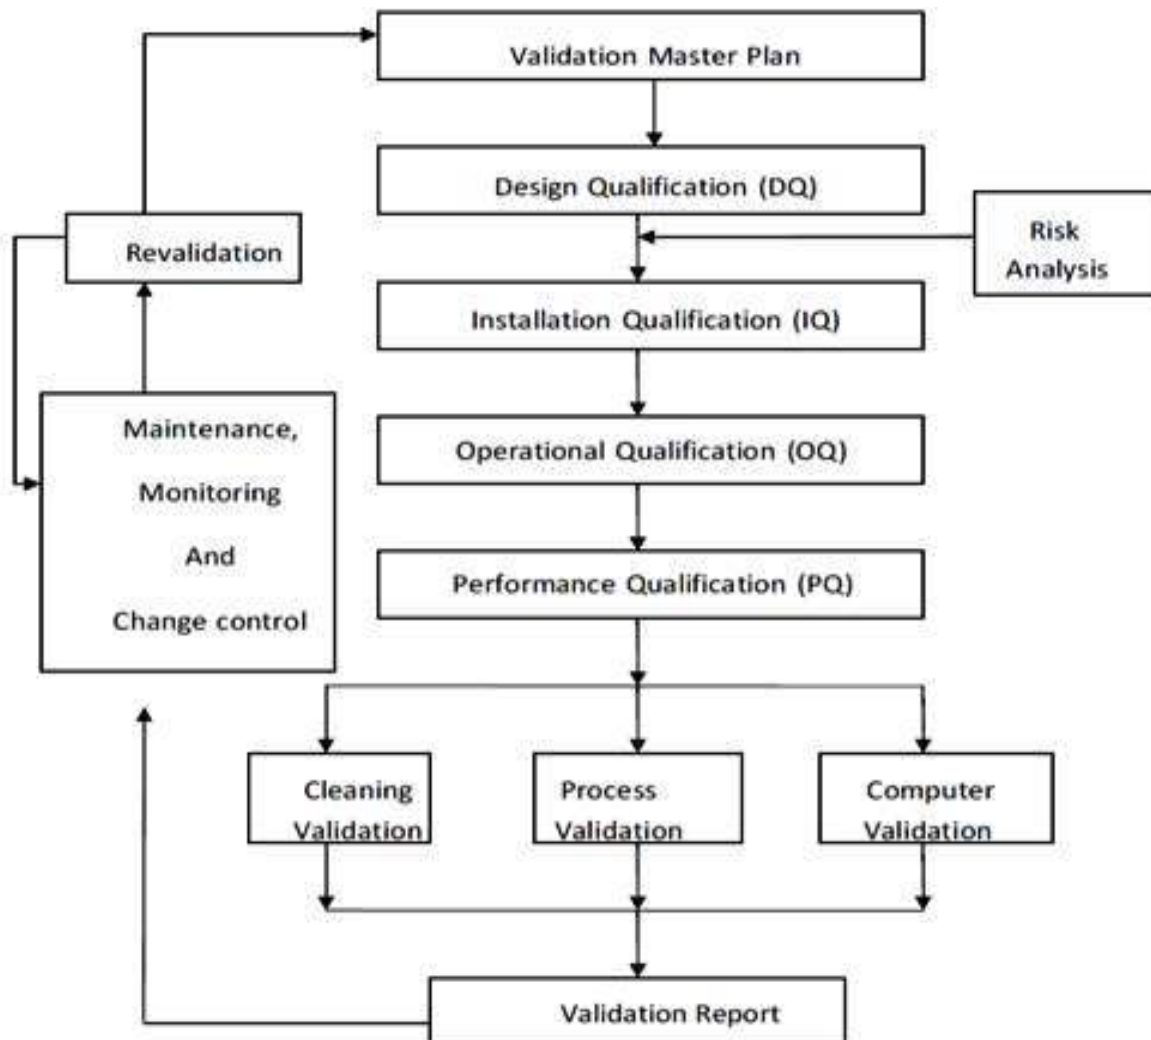 Validation Master Plan
Design Qualification (DQ)
Revalidation
Risk
Analysis
Installation Qualification (IQ)
Maintenance,
Monitoring
And
Change control
Operational Qualification (OQ)
Performance Qualification (PQ)
Cleaning
Validation
Process
Validation
Computer
Validation
Validation Report